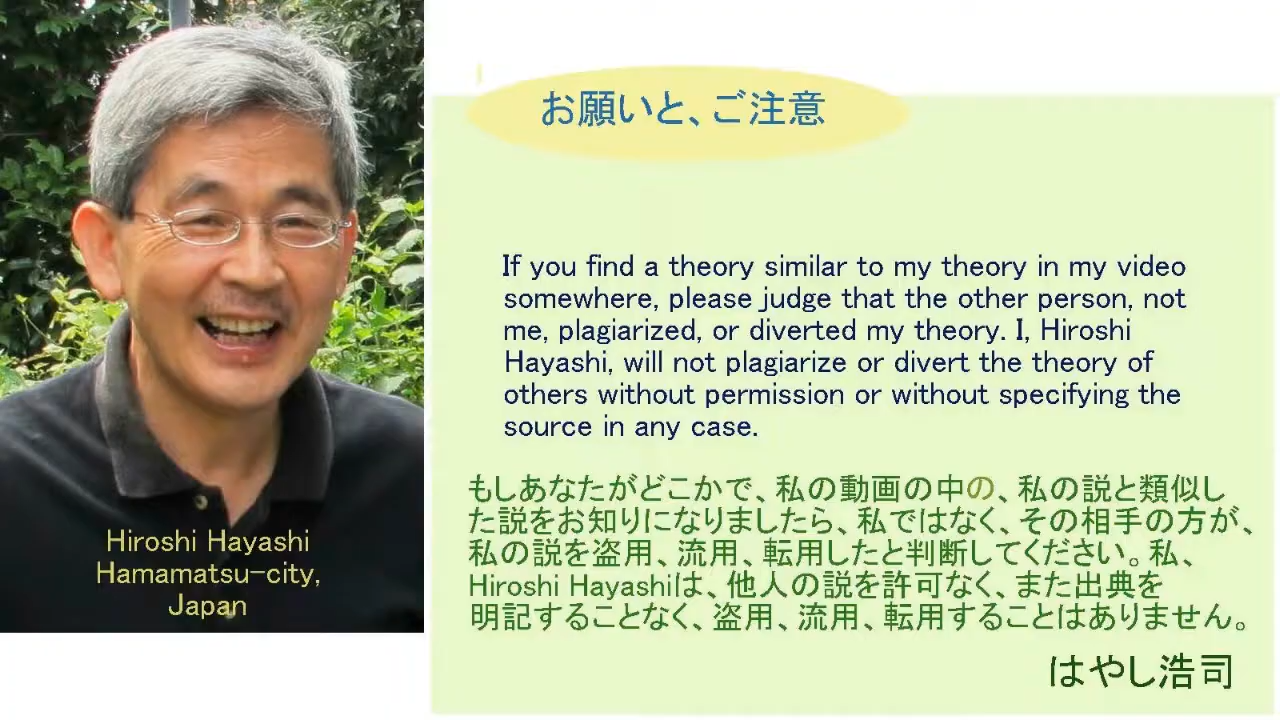 お願いと、ご注意
If you find a theory similar to my theory in my video
somewhere, please judge that the other person, not
me, plagiarized, or diverted my theory. I, Hiroshi
Hayashi, will not plagiarize or divert the theory of
others without permission or without specifying the
source in any case.
もしあなたがどこかで、私の動画の中の、私の説と類似し
た説をお知りになりましたら、私ではなく、その相手の方が、
私の説を盗用、流用、転用したと判断してください。私、
Hiroshi Hayashiは、他人の説を許可なく、また出典を
明記することなく、盗用、流用、転用することはありません。
はやし浩司
Hiroshi Hayashi
Hamamatsu-city,
Japan